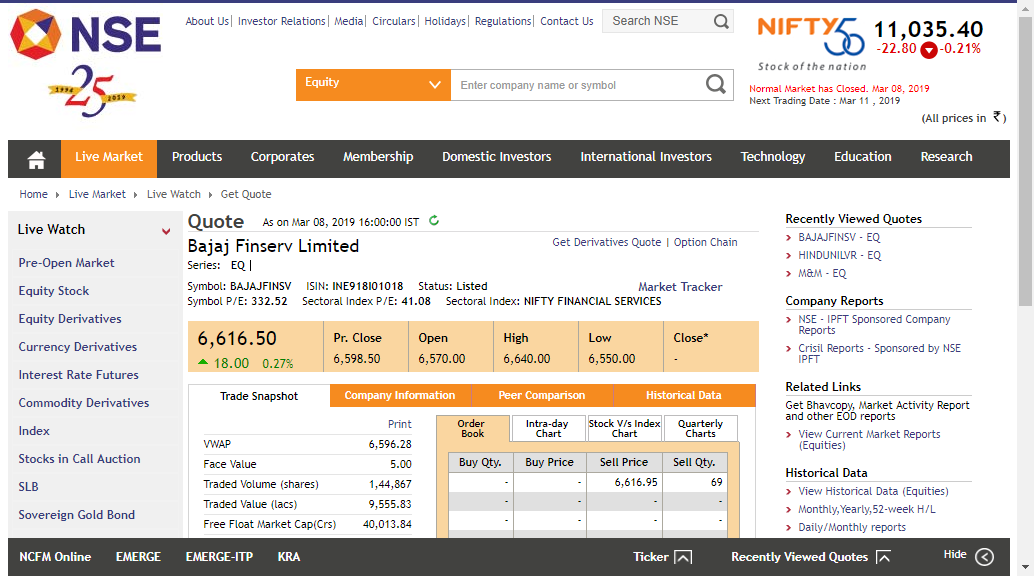 NSE
1994 25 2019
About Us | Investor Relations | Media | Circulars | Holidays | Regulations | Contact Us
Search NSE
Equity
Enter company name or symbol
NIFTY 50
Stock of the nation
11,035.40
-22.80 -0.21%
Normal Market has Closed. Mar 08, 2019
Next Trading Date : Mar 11 , 2019
(All prices in ₹)
Live Market Products Corporates Membership Domestic Investors International Investors Technology Education Research
Home Live Market Live Watch Get Quote
Live Watch
Pre-Open Market
Equity Stock
Equity Derivatives
Currency Derivatives
Interest Rate Futures
Commodity Derivatives
Index
Stocks in Call Auction
SLB
Sovereign Gold Bond
Quote As on Mar 08, 2019 16:00:00 IST
Bajaj Finserv Limited
Get Derivatives Quote | Option Chain
Series: EQ |
Symbol: BAJAJFINSV ISIN: INE918I01018 Status: Listed
Market Tracker
Symbol P/E: 332.52 Sectoral Index P/E: 41.08 Sectoral Index: NIFTY FINANCIAL SERVICES
6,616.50 Pr. Close Open High Low Close*
18.00 0.27% 6,598.50 6,570.00 6,640.00 6,550.00 -
Trade Snapshot Company Information Peer Comparison Historical Data
Print
VWAP 6,596.28
Face Value 5.00
Traded Volume (shares) 1,44,867
Traded Value (lacs) 9,555.83
Free Float Market Cap(Crs) 40,013.84
Order Book
Intra-day Chart
Stock V/s Index Chart
Quarterly Charts
Buy Qty. Buy Price Sell Price Sell Qty.
- - 6,616.95 69
- - - -
- - - -
Recently Viewed Quotes
BAJAJFINSV - EQ
HINDUNILVR - EQ
M&M - EQ
Company Reports
NSE - IPFT Sponsored Company
Reports
Crisil Reports - Sponsored by NSE
IPFT
Related Links
Get Bhavcopy, Market Activity Report
and other EOD reports
View Current Market Reports
(Equities)
Historical Data
View Historical Data (Equities)
Monthly,Yearly,52-week H/L
Daily/Monthly reports
NCFM Online EMERGE EMERGE-ITP KRA Ticker Recently Viewed Quotes Hide